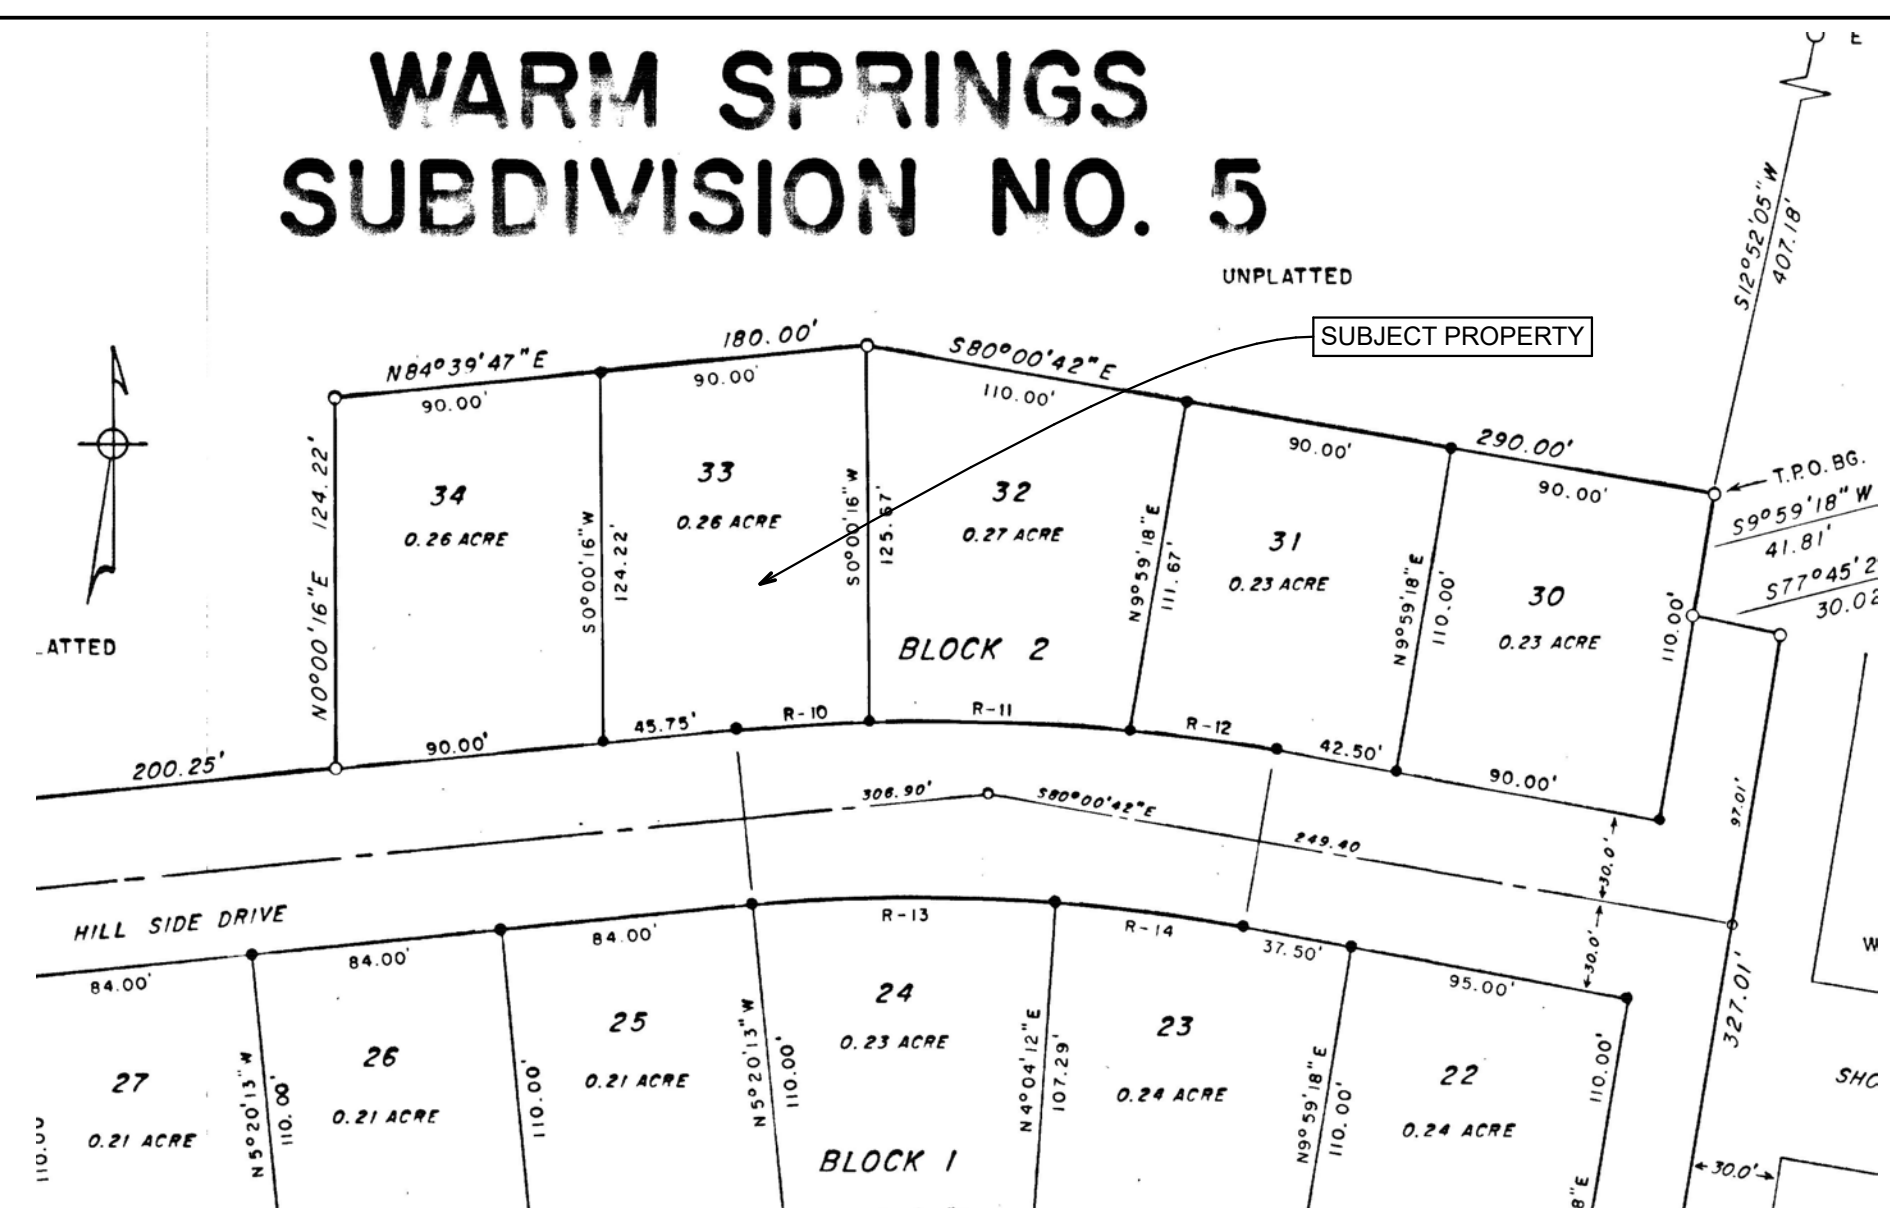 WARM SPRINGS
SUBDIVISION NO. 5
E
S12°52'05"W
407.18'
UNPLATTED
SUBJECT PROPERTY
N84°39'47"E
180.00'
90.00'
90.00'
S80°00'42"E
110.00'
290.00'
90.00'
90.00'
T.P.O.BG.
S9°59'18"W
41.81'
S77°45'2
30.02
N0°00'16"E 124.22'
34
0.26 ACRE
S0°00'16"W
124.22'
33
0.26 ACRE
S0°00'16"W
125.67'
32
0.27 ACRE
N9°59'18"E
111.67'
31
0.23 ACRE
N9°59'18"E
110.00'
30
0.23 ACRE
110.00'
ATTED
BLOCK 2
200.25'
90.00'
45.75'
R-10
R-11
R-12
42.50'
90.00'
97.01'
306.90'
S80°00'42"E
249.40
30.0'
30.0'
HILL SIDE DRIVE
84.00'
84.00'
84.00'
R-13
R-14
37.50'
95.00'
327.01'
W
SHO
27
0.21 ACRE
110.00
N5°20'13"W
110.00'
26
0.21 ACRE
110.00'
25
0.21 ACRE
N5°20'13"W
110.00'
24
0.23 ACRE
N4°04'12"E
107.29'
23
0.24 ACRE
N9°59'18"E
110.00'
22
0.24 ACRE
110.00'
BLOCK 1
8"E
30.0'